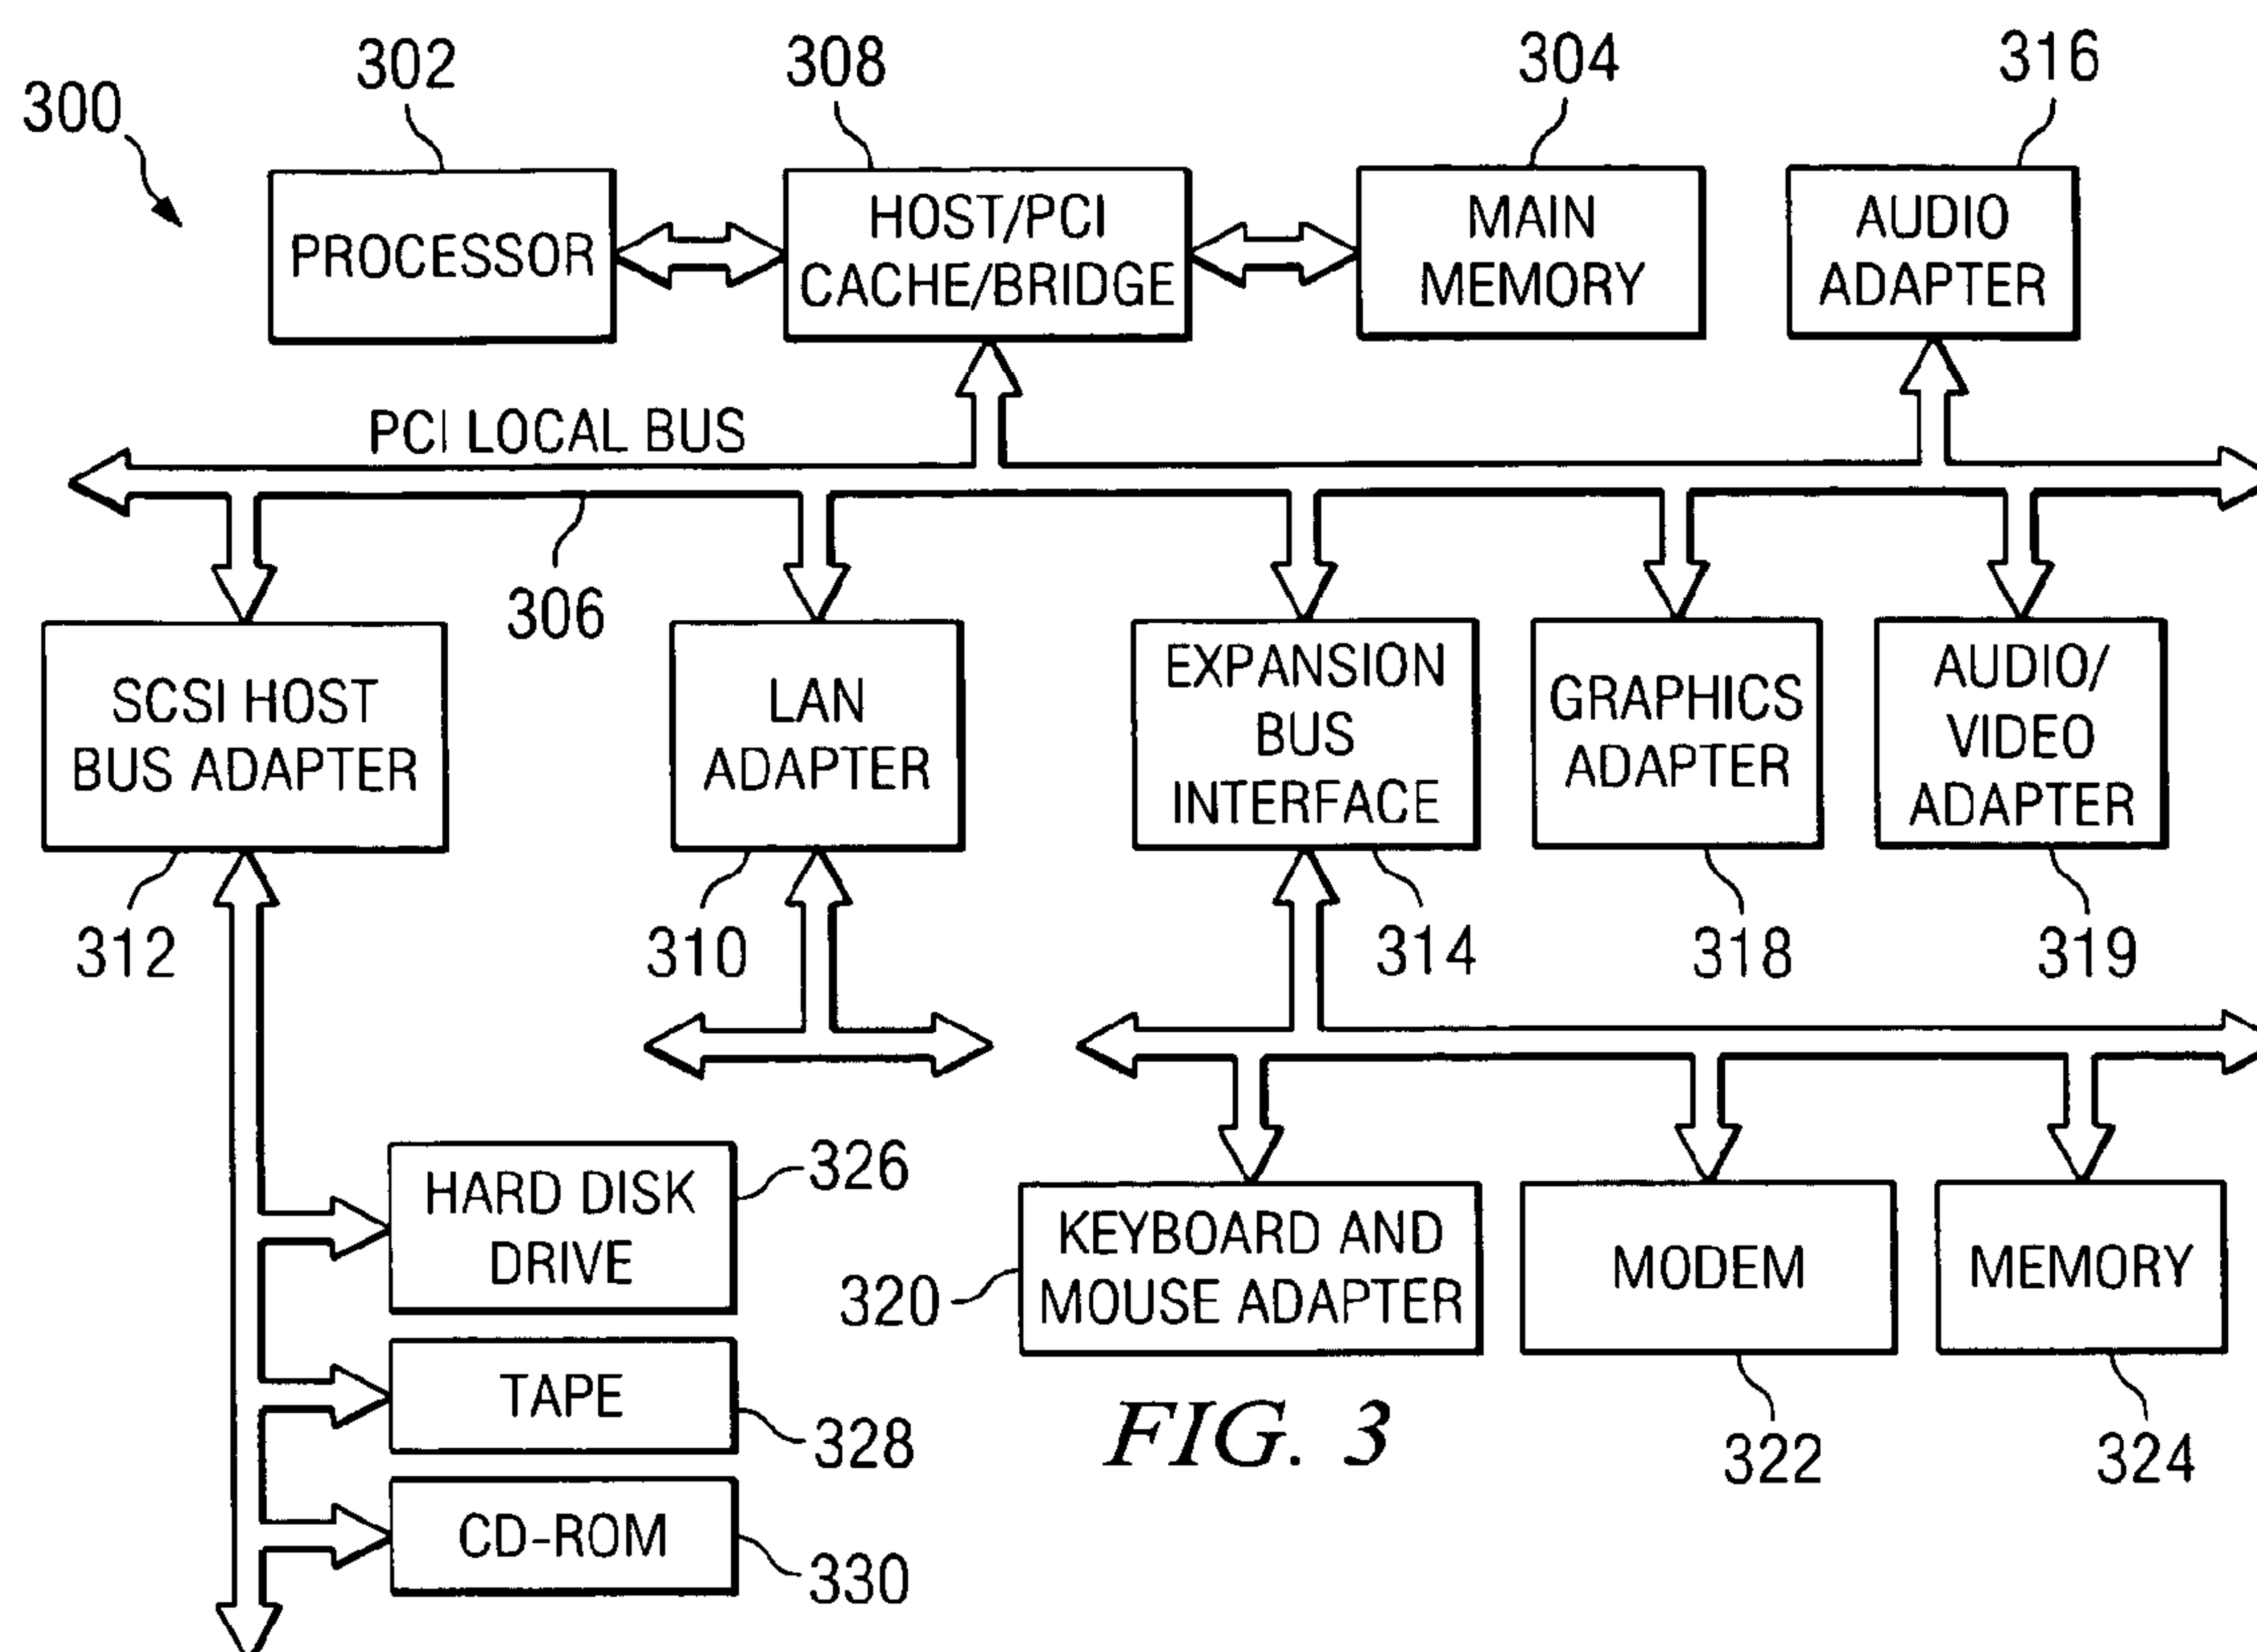 300
302
308
304
316
PROCESSOR
HOST/PCI
CACHE/BRIDGE
MAIN
MEMORY
AUDIO
ADAPTER
PCI LOCAL BUS
306
SCSI HOST
BUS ADAPTER
LAN
ADAPTER
EXPANSION
BUS
INTERFACE
GRAPHICS
ADAPTER
AUDIO/
VIDEO
ADAPTER
312
310
314
318
319
HARD DISK
DRIVE
326
TAPE
328
CD-ROM
330
320
KEYBOARD AND
MOUSE ADAPTER
MODEM
MEMORY
322
324
FIG. 3